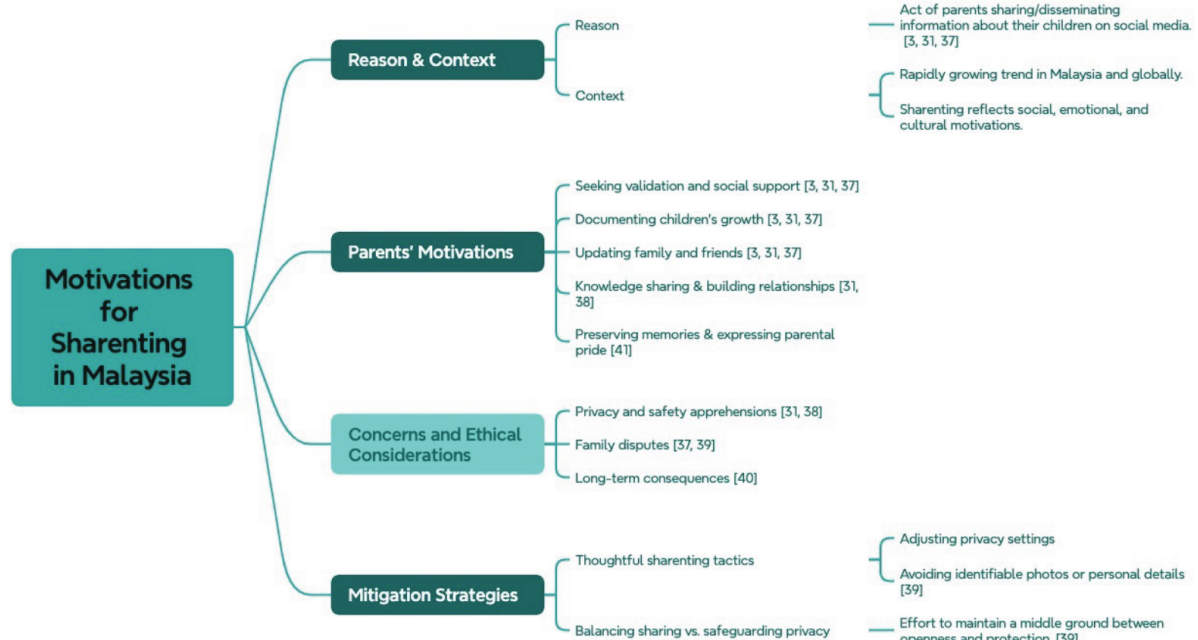 Motivations
for
Sharenting
in Malaysia
Reason & Context
Reason
Act of parents sharing/disseminating
information about their children on social media.
[3, 31, 37]
Context
Rapidly growing trend in Malaysia and globally.
Sharenting reflects social, emotional, and
cultural motivations.
Parents' Motivations
Seeking validation and social support [3, 31, 37]
Documenting children's growth [3, 31, 37]
Updating family and friends [3, 31, 37]
Knowledge sharing & building relationships [31,
38]
Preserving memories & expressing parental
pride [41]
Concerns and Ethical
Considerations
Privacy and safety apprehensions [31, 38]
Family disputes [37, 39]
Long-term consequences [40]
Mitigation Strategies
Thoughtful sharenting tactics
Adjusting privacy settings
Avoiding identifiable photos or personal details
[39]
Balancing sharing vs. safeguarding privacy
Effort to maintain a middle ground between
openness and protection. [39]